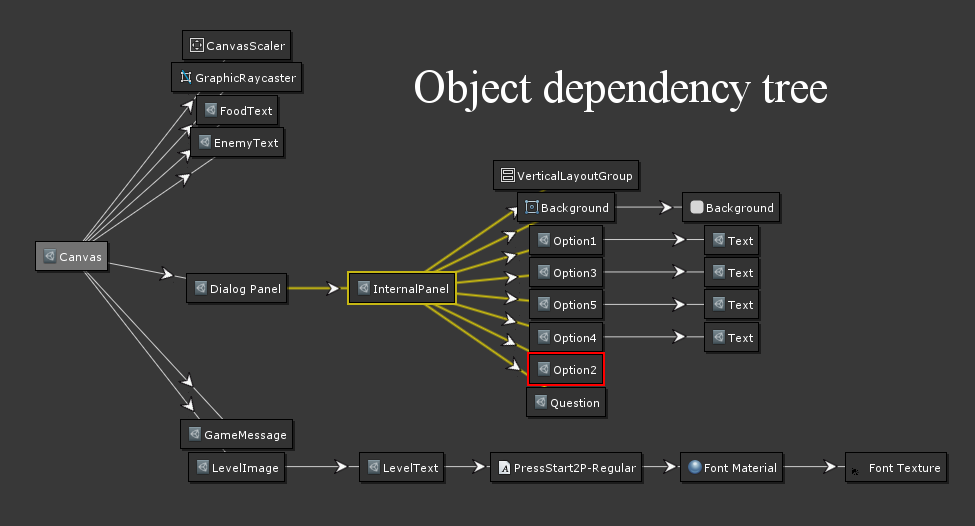 Object dependency tree
CanvasScaler
GraphicRaycaster
FoodText
EnemyText
VerticalLayoutGroup
Background
Background
Option1
Text
Canvas
Option3
Text
Dialog Panel
InternalPanel
Option5
Text
Option4
Text
Option2
Question
GameMessage
LevelImage
LevelText
PressStart2P-Regular
Font Material
Font Texture